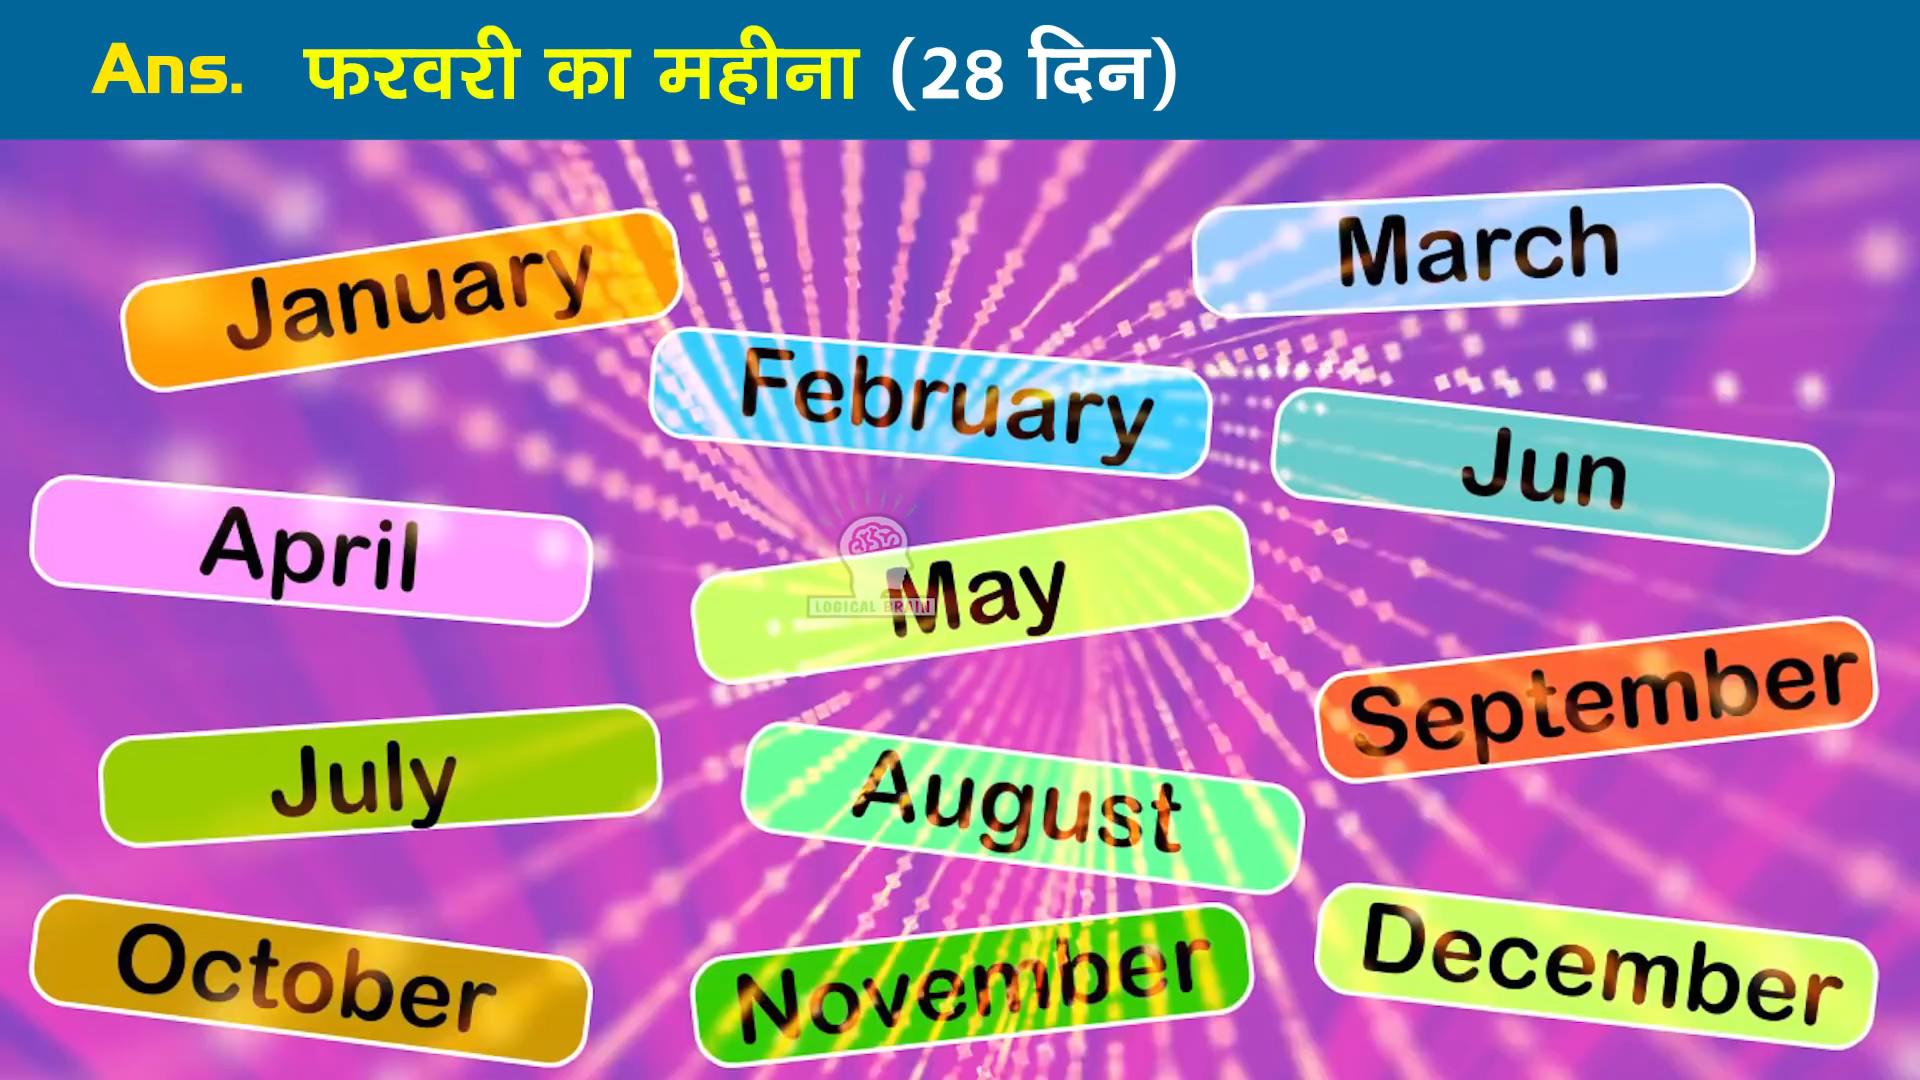 Ans. फरवरी का महीना (28 दिन)
January
March
February
Jun
April
May
LOGICAL BRAIN
September
July
August
October
November
December